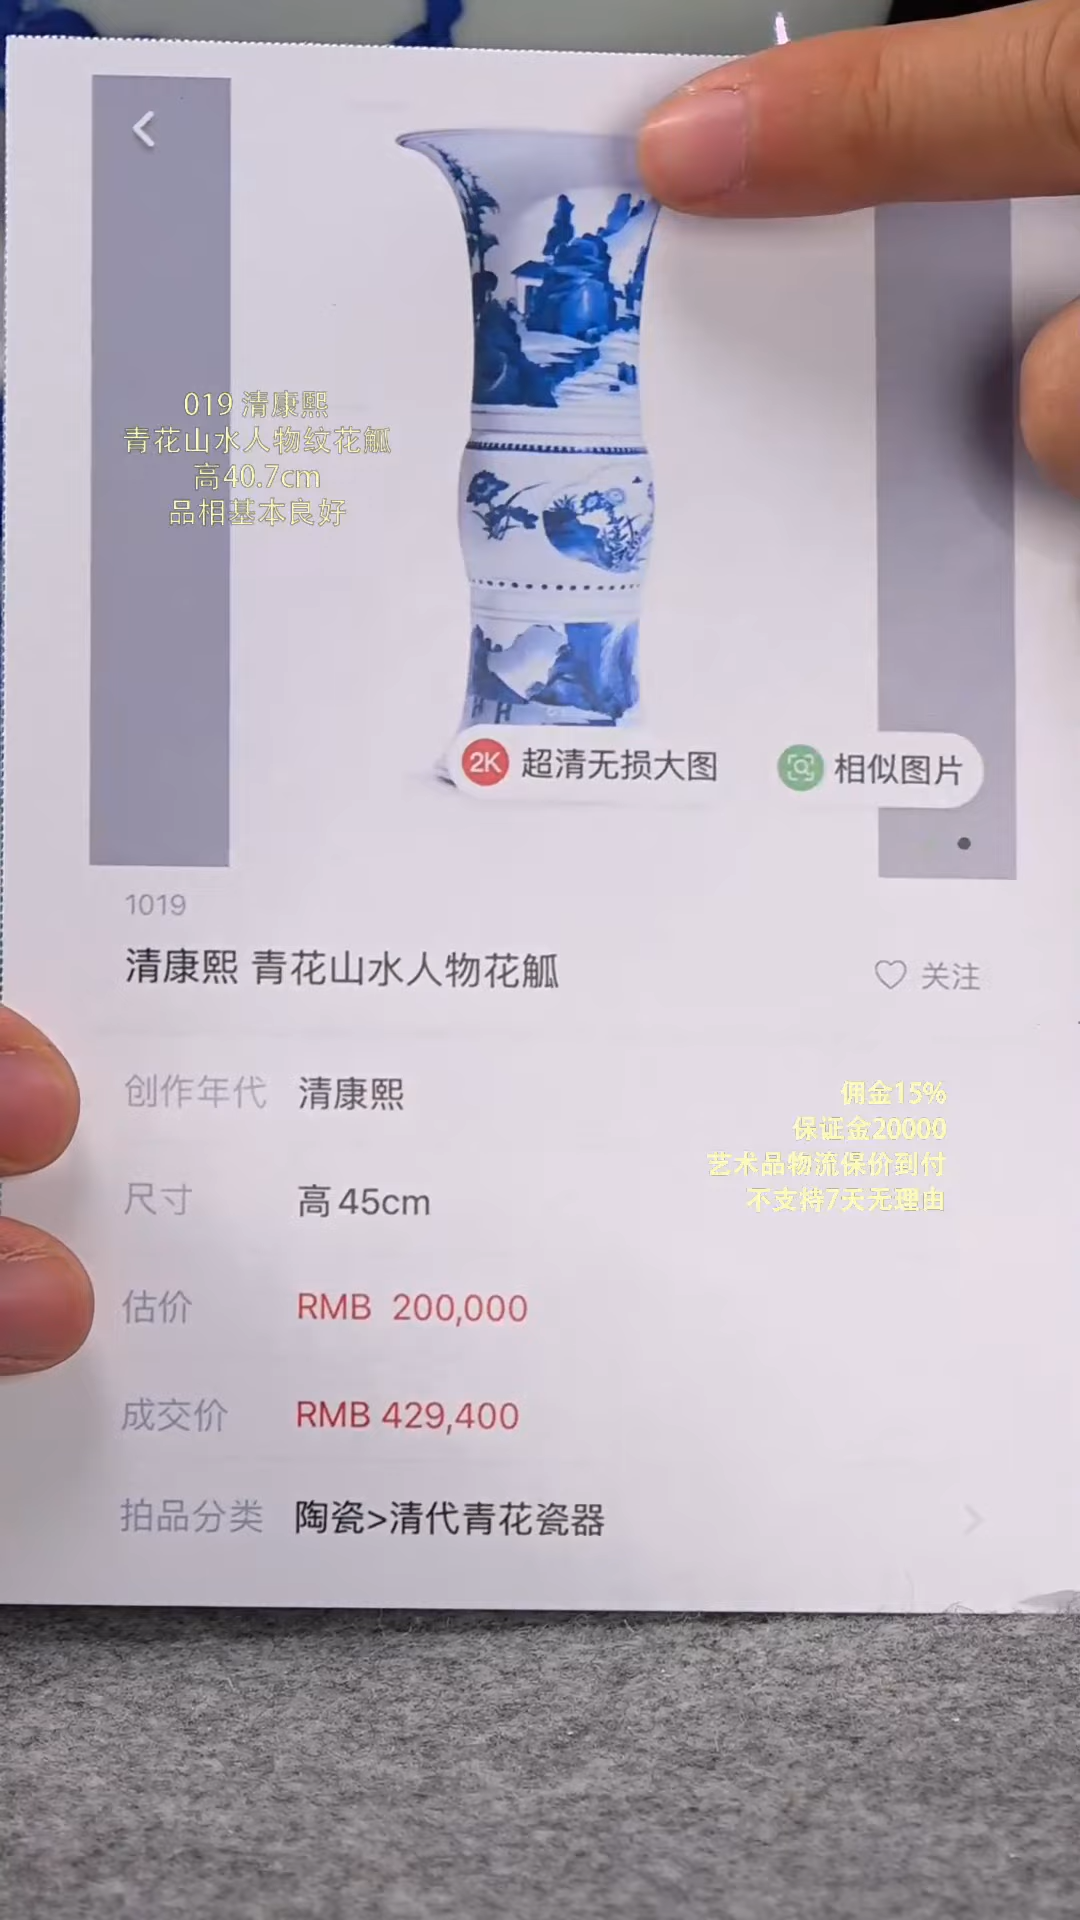 019 清康熙
青花山水人物纹花觚
高40.7cm
品相基本良好
2K 超清无损大图
相似图片
1019
清康熙 青花山水人物花觚
关注
创作年代 清康熙
佣金15%
保证金20000
艺术品物流保价到付
不支持7天无理由
尺寸 高45cm
估价 RMB 200,000
成交价 RMB 429,400
拍品分类 陶瓷>清代青花瓷器